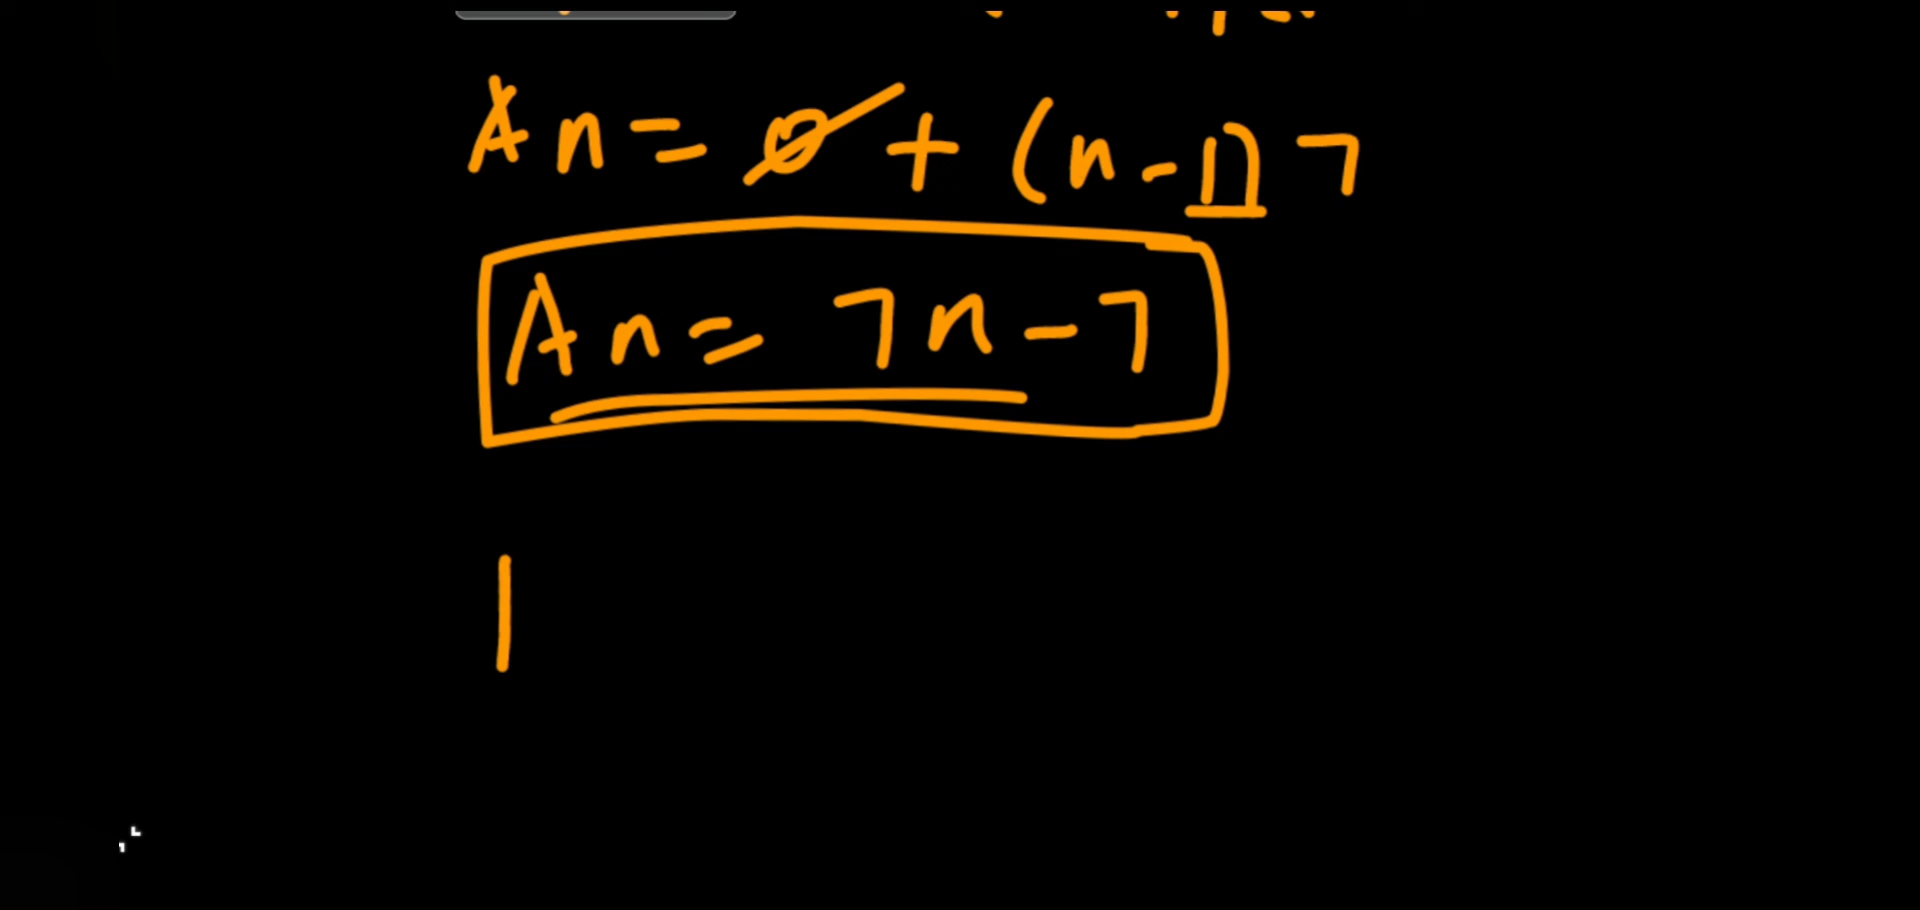 An = 0 + (n-1)7
An = 7n - 7